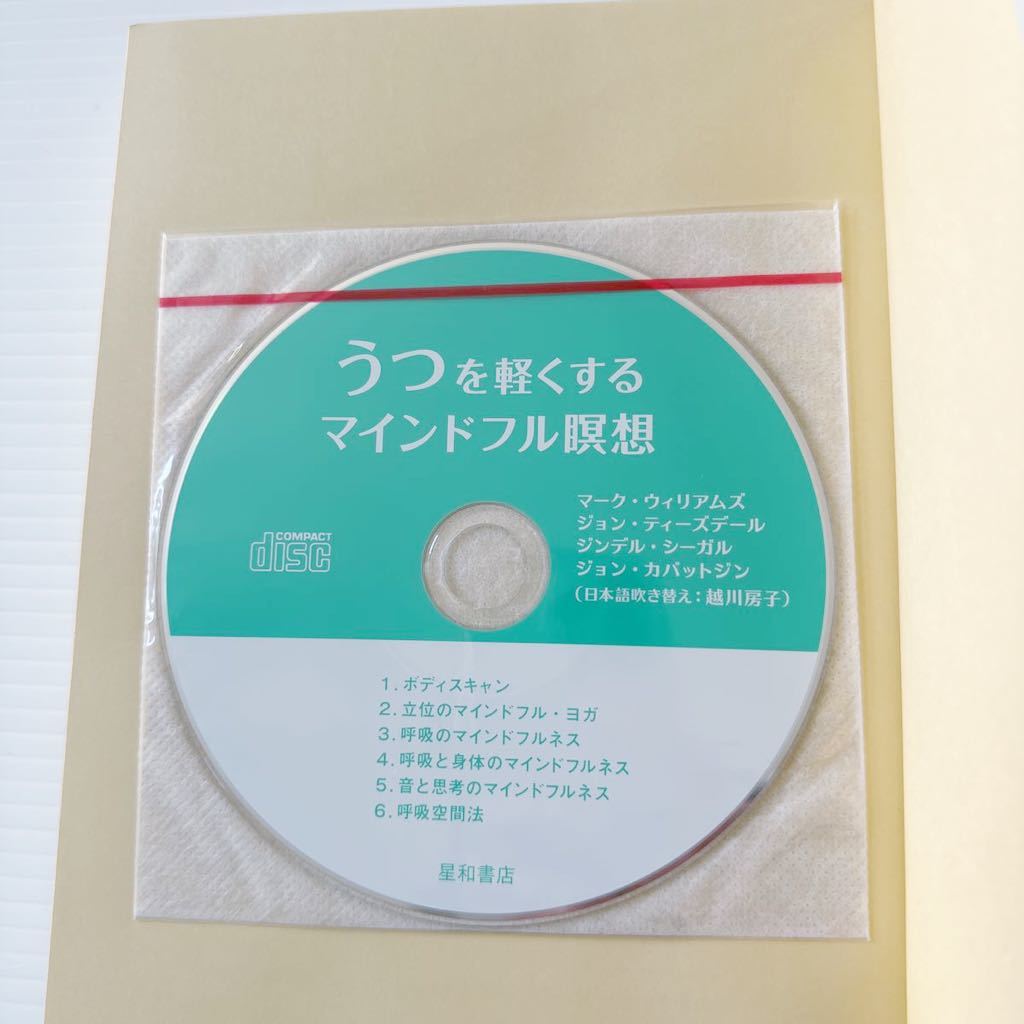 うつを軽くする
マインドフル瞑想
COMPACT
disc
マーク・ウィリアムズ
ジョン・ティーズデール
ジンデル・シーガル
ジョン・カバットジン
（日本語吹き替え：越川房子）
1. ボディスキャン
2. 立位のマインドフル・ヨガ
3. 呼吸のマインドフルネス
4. 呼吸と身体のマインドフルネス
5. 音と思考のマインドフルネス
6. 呼吸空間法
星和書店